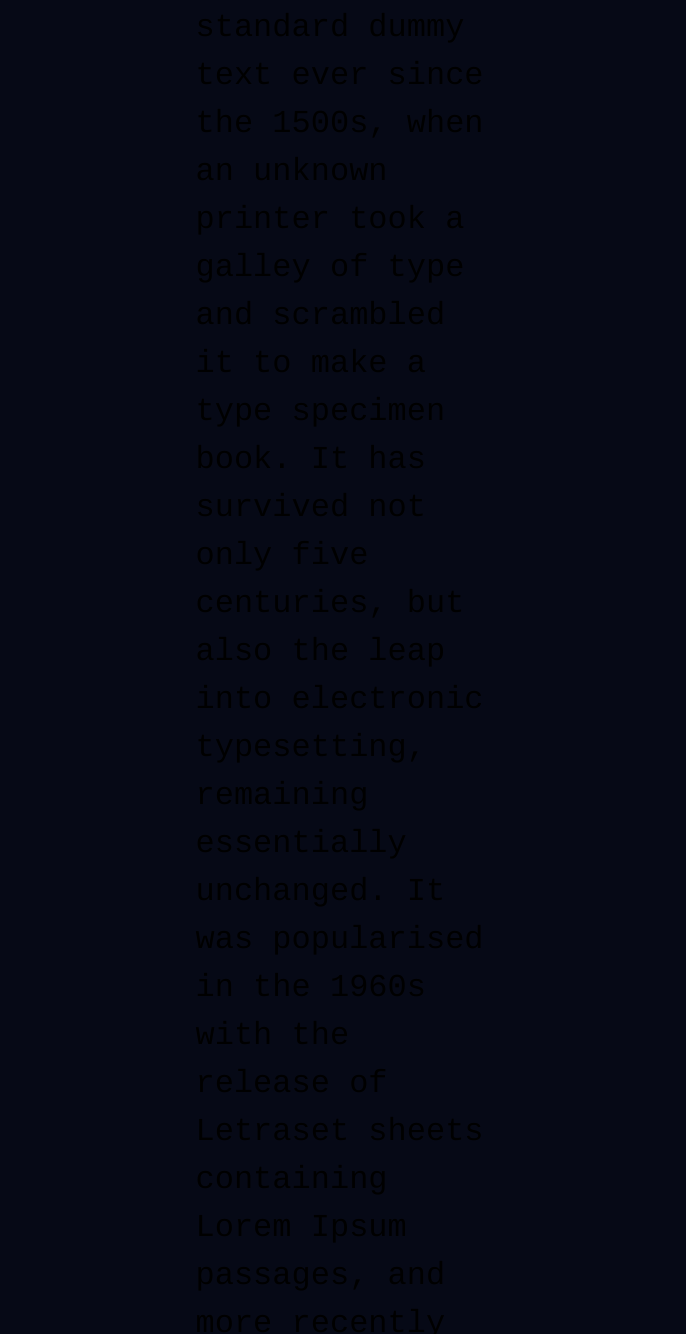 standard dummy
text ever since
the 1500s, when
an unknown
printer took a
galley of type
and scrambled
it to make a
type specimen
book. It has
survived not
only five
centuries, but
also the leap
into electronic
typesetting,
remaining
essentially
unchanged. It
was popularised
in the 1960s
with the
release of
Letraset sheets
containing
Lorem Ipsum
passages, and
more recently